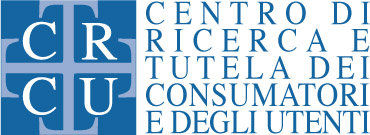 CR
CU
CENTRO DI
RICERCA E
TUTELA DEI
CONSUMATORI
E DEGLI UTENTI